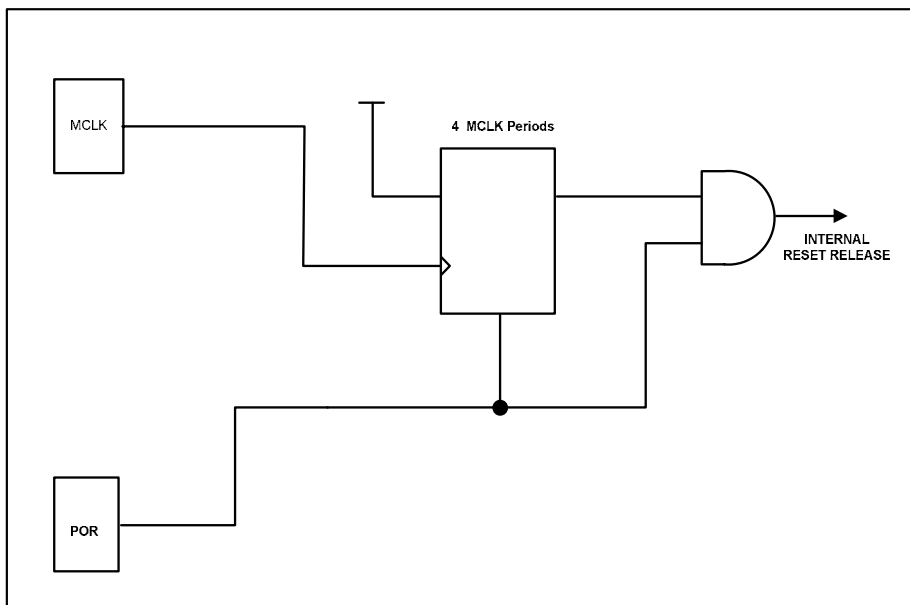 MCLK
4 MCLK Periods
INTERNAL
RESET RELEASE
POR